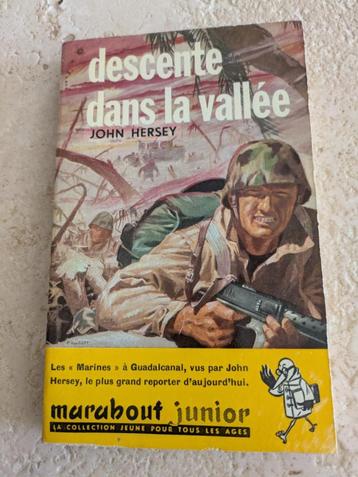 descente
dans la vallée
JOHN HERSEY
Les « Marines » à Guadalcanal, vus par John
Hersey, le plus grand reporter d'aujourd'hui.
marabout junior
LA COLLECTION JEUNE POUR TOUS LES AGES